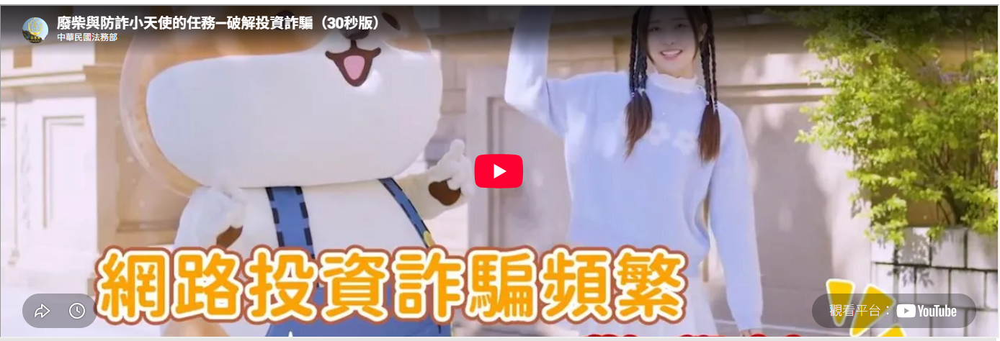 廢柴與防詐小天使的任務—破解投資詐騙（30秒版）
中華民國法務部
網路投資詐騙頻繁
觀看平台： YouTube